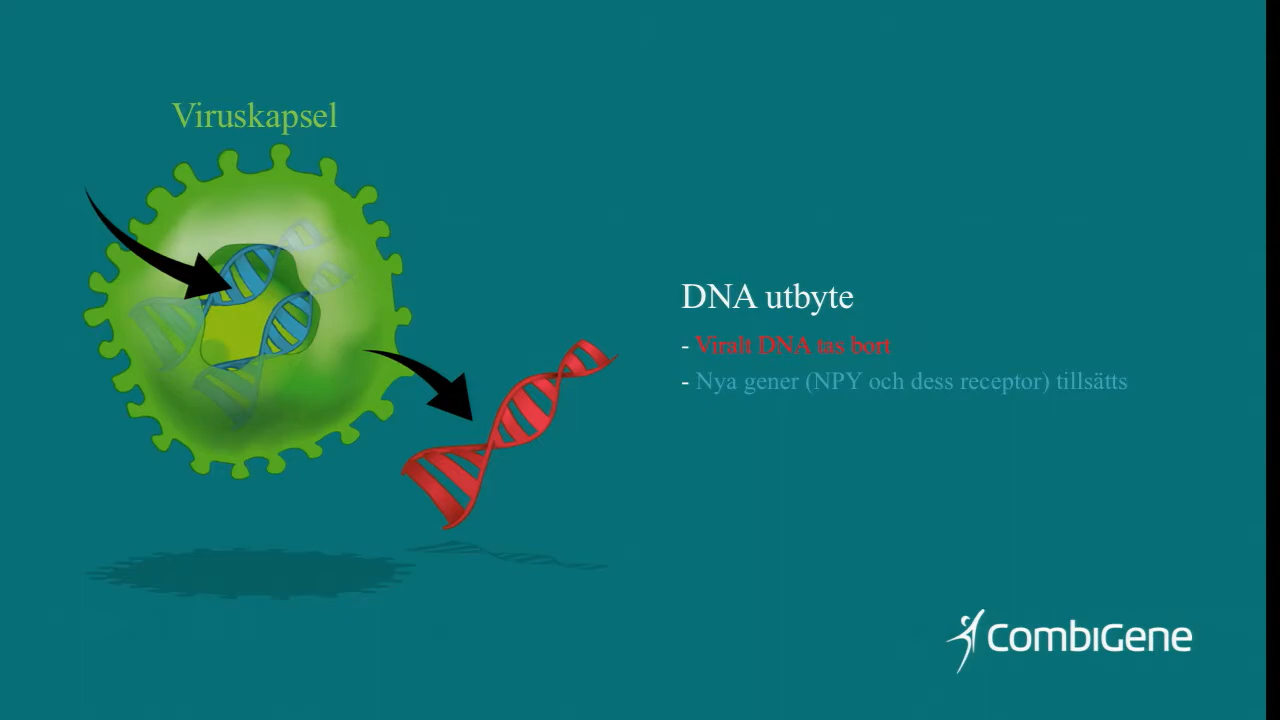 Viruskapsel
DNA utbyte
- Viralt DNA tas bort
- Nya gener (NPY och dess receptor) tillsätts
CombiGene